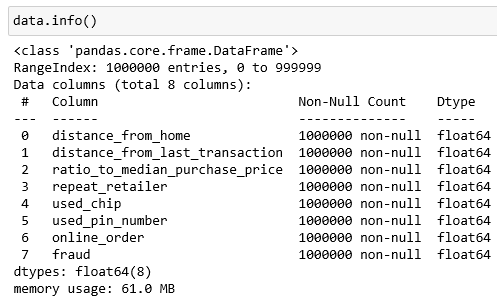 data.info()
<class 'pandas.core.frame.DataFrame'>
RangeIndex: 1000000 entries, 0 to 999999
Data columns (total 8 columns):
 #   Column                          Non-Null Count    Dtype
---  ------                          --------------    -----
 0   distance_from_home              1000000 non-null  float64
 1   distance_from_last_transaction  1000000 non-null  float64
 2   ratio_to_median_purchase_price  1000000 non-null  float64
 3   repeat_retailer                 1000000 non-null  float64
 4   used_chip                       1000000 non-null  float64
 5   used_pin_number                 1000000 non-null  float64
 6   online_order                    1000000 non-null  float64
 7   fraud                           1000000 non-null  float64
dtypes: float64(8)
memory usage: 61.0 MB